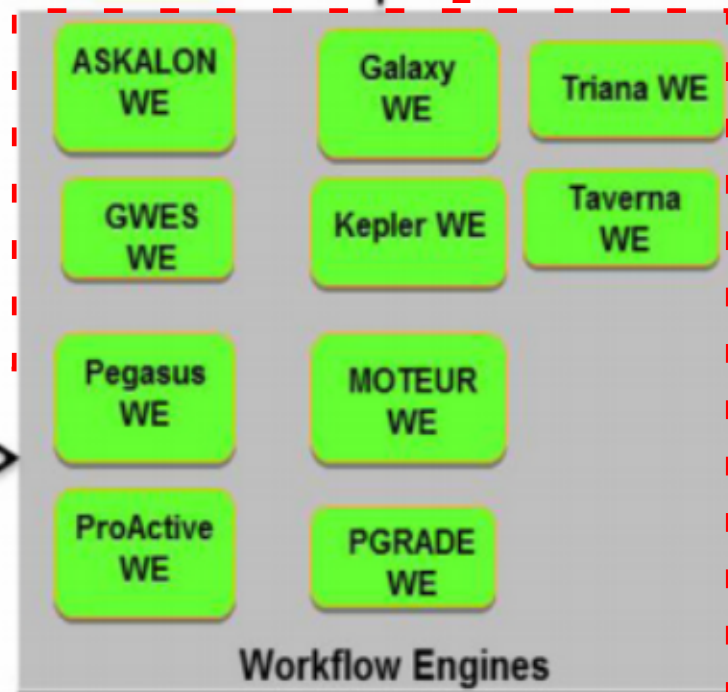 ASKALON
WE
Galaxy
WE
Triana WE
GWES
WE
Kepler WE
Taverna
WE
Pegasus
WE
MOTEUR
WE
ProActive
WE
PGRADE
WE
Workflow Engines